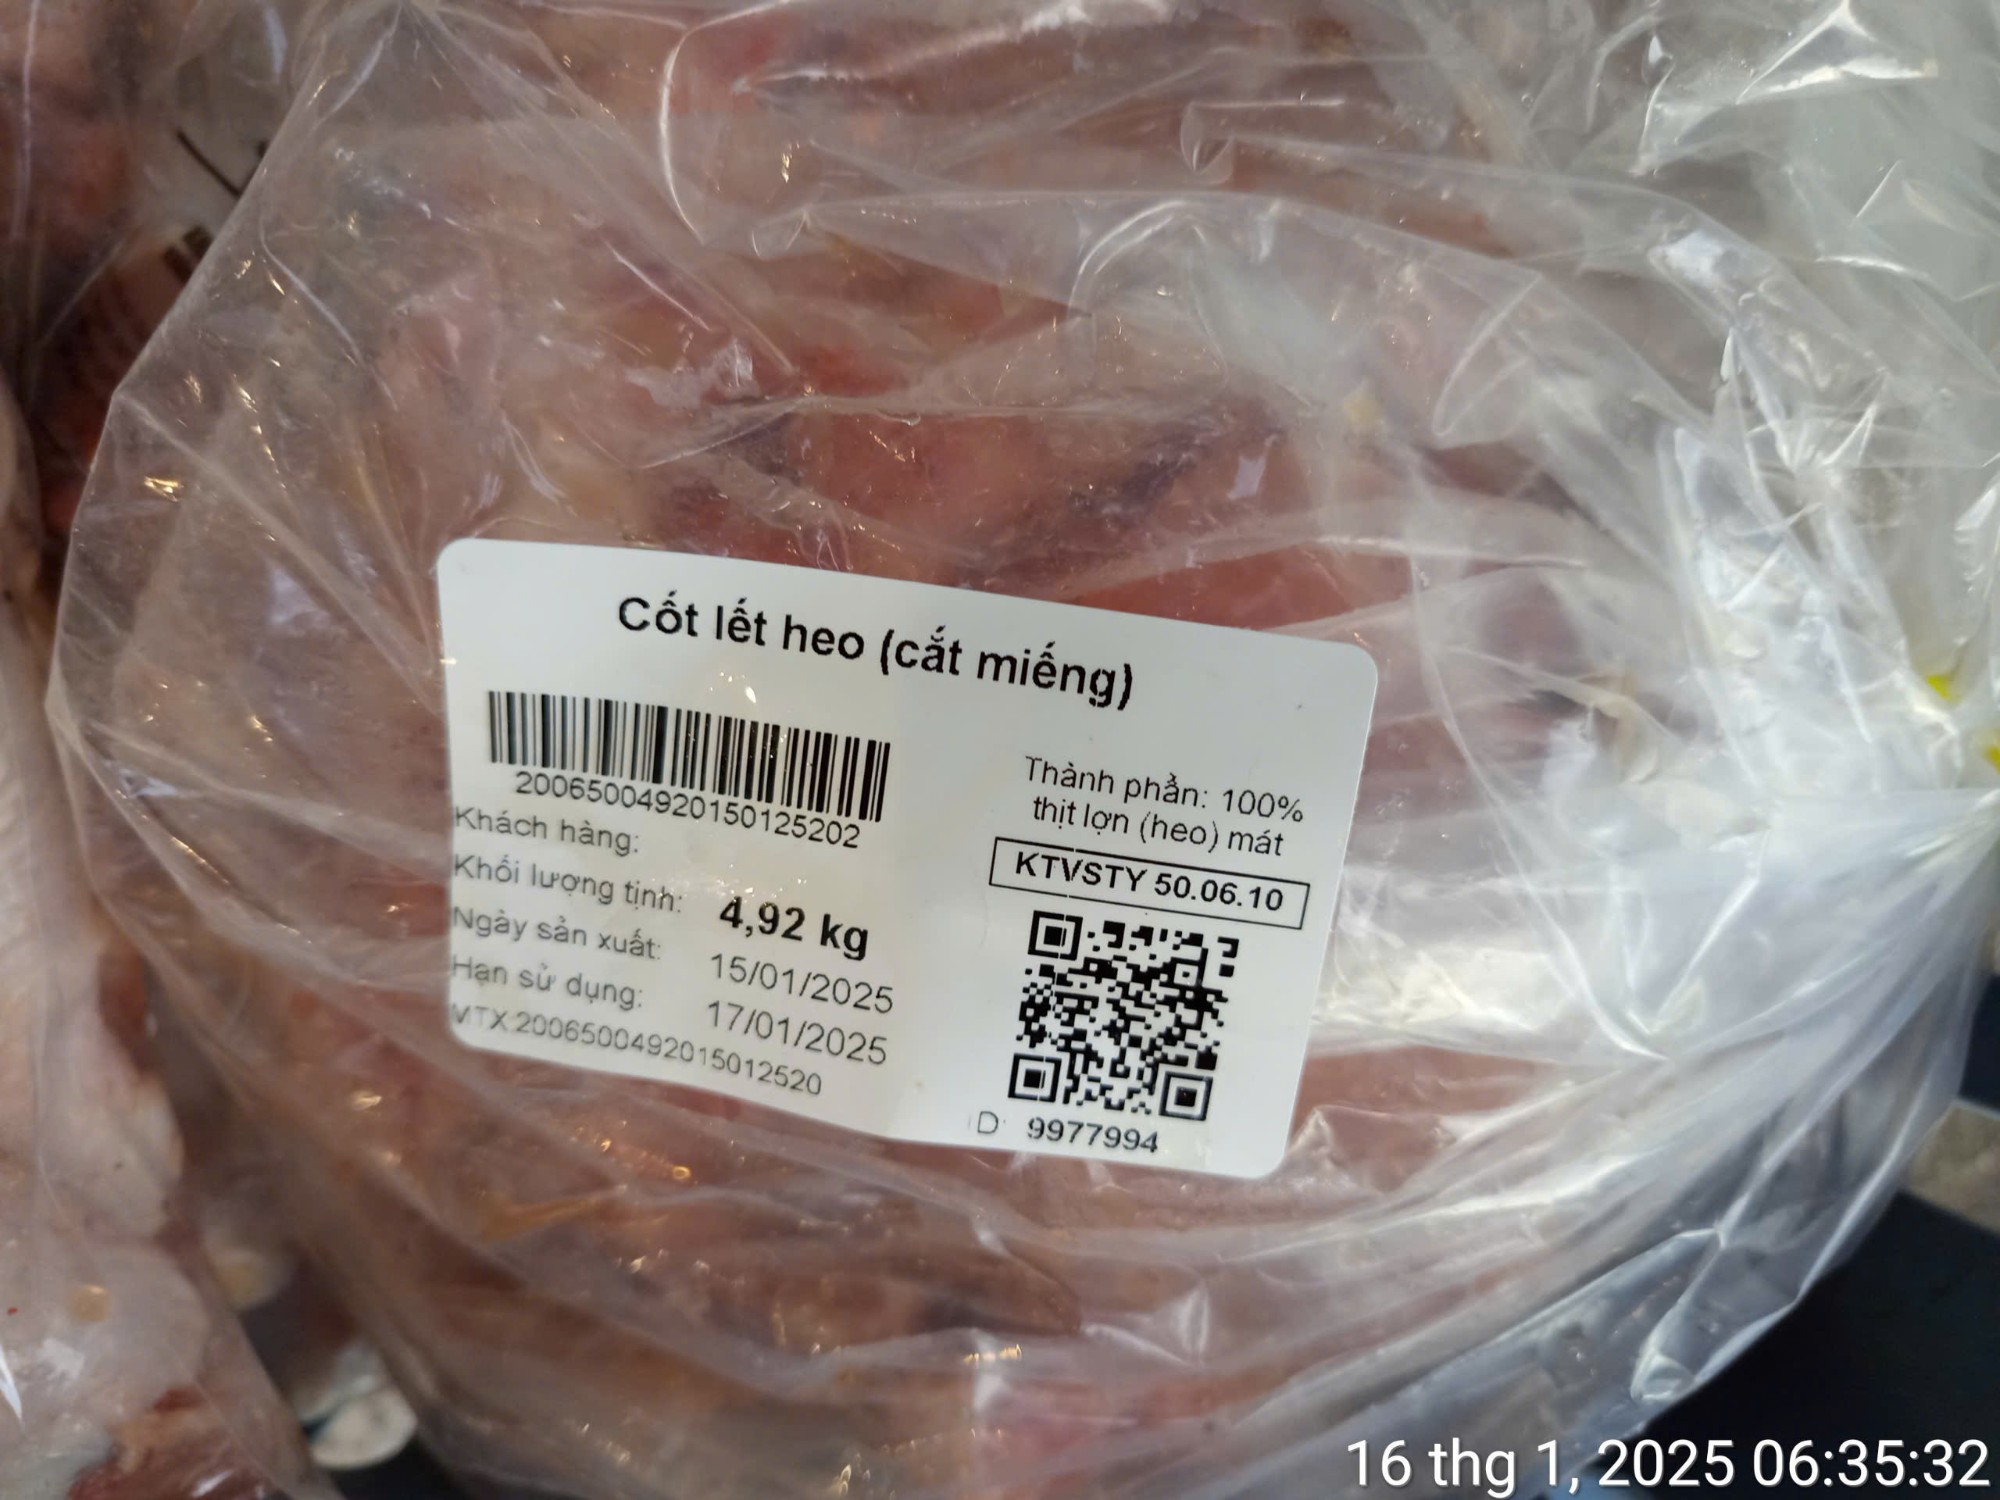 Cốt lết heo (cắt miếng)
20065004920150125202
Khách hàng:
Khối lượng tịnh: 4,92 kg
Ngày sản xuất: 15/01/2025
Hạn sử dụng: 17/01/2025
MTX:2006500492015012520
Thành phần: 100%
thịt lợn (heo) mát
KTVSTY 50.06.10
ID: 9977994
16 thg 1, 2025 06:35:32